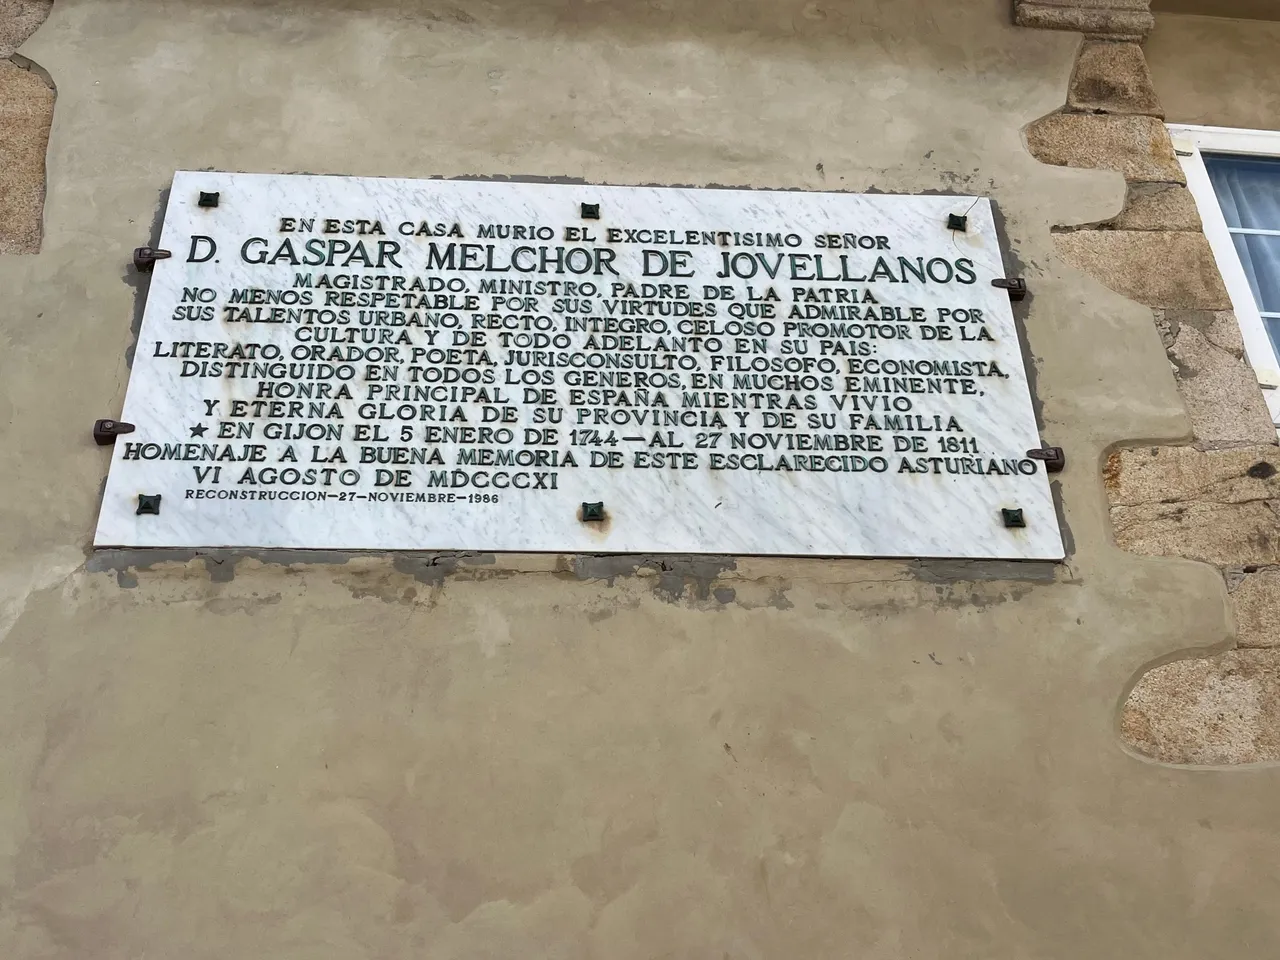 EN ESTA CASA MURIO EL EXCELENTISIMO SEÑOR
D. GASPAR MELCHOR DE JOVELLANOS
MAGISTRADO, MINISTRO, PADRE DE LA PATRIA
NO MENOS RESPETABLE POR SUS VIRTUDES QUE ADMIRABLE POR
SUS TALENTOS URBANO, RECTO, INTEGRO, CELOSO PROMOTOR DE LA
CULTURA Y DE TODO ADELANTO EN SU PAIS:
LITERATO, ORADOR, POETA, JURISCONSULTO, FILOSOFO, ECONOMISTA,
DISTINGUIDO EN TODOS LOS GENEROS, EN MUCHOS EMINENTE,
HONRA PRINCIPAL DE ESPAÑA MIENTRAS VIVIO
Y ETERNA GLORIA DE SU PROVINCIA Y DE SU FAMILIA
★ EN GIJON EL 5 ENERO DE 1744—AL 27 NOVIEMBRE DE 1811
HOMENAJE A LA BUENA MEMORIA DE ESTE ESCLARECIDO ASTURIANO
VI AGOSTO DE MDCCCXI
RECONSTRUCCION-27-NOVIEMBRE-1986